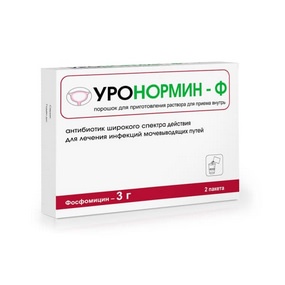 УРОНОРМИН - Ф
порошок для приготовления раствора для приема внутрь
антибиотик широкого спектра действия
для лечения инфекций мочевыводящих путей
Фосфомицин – 3 г
2 пакета